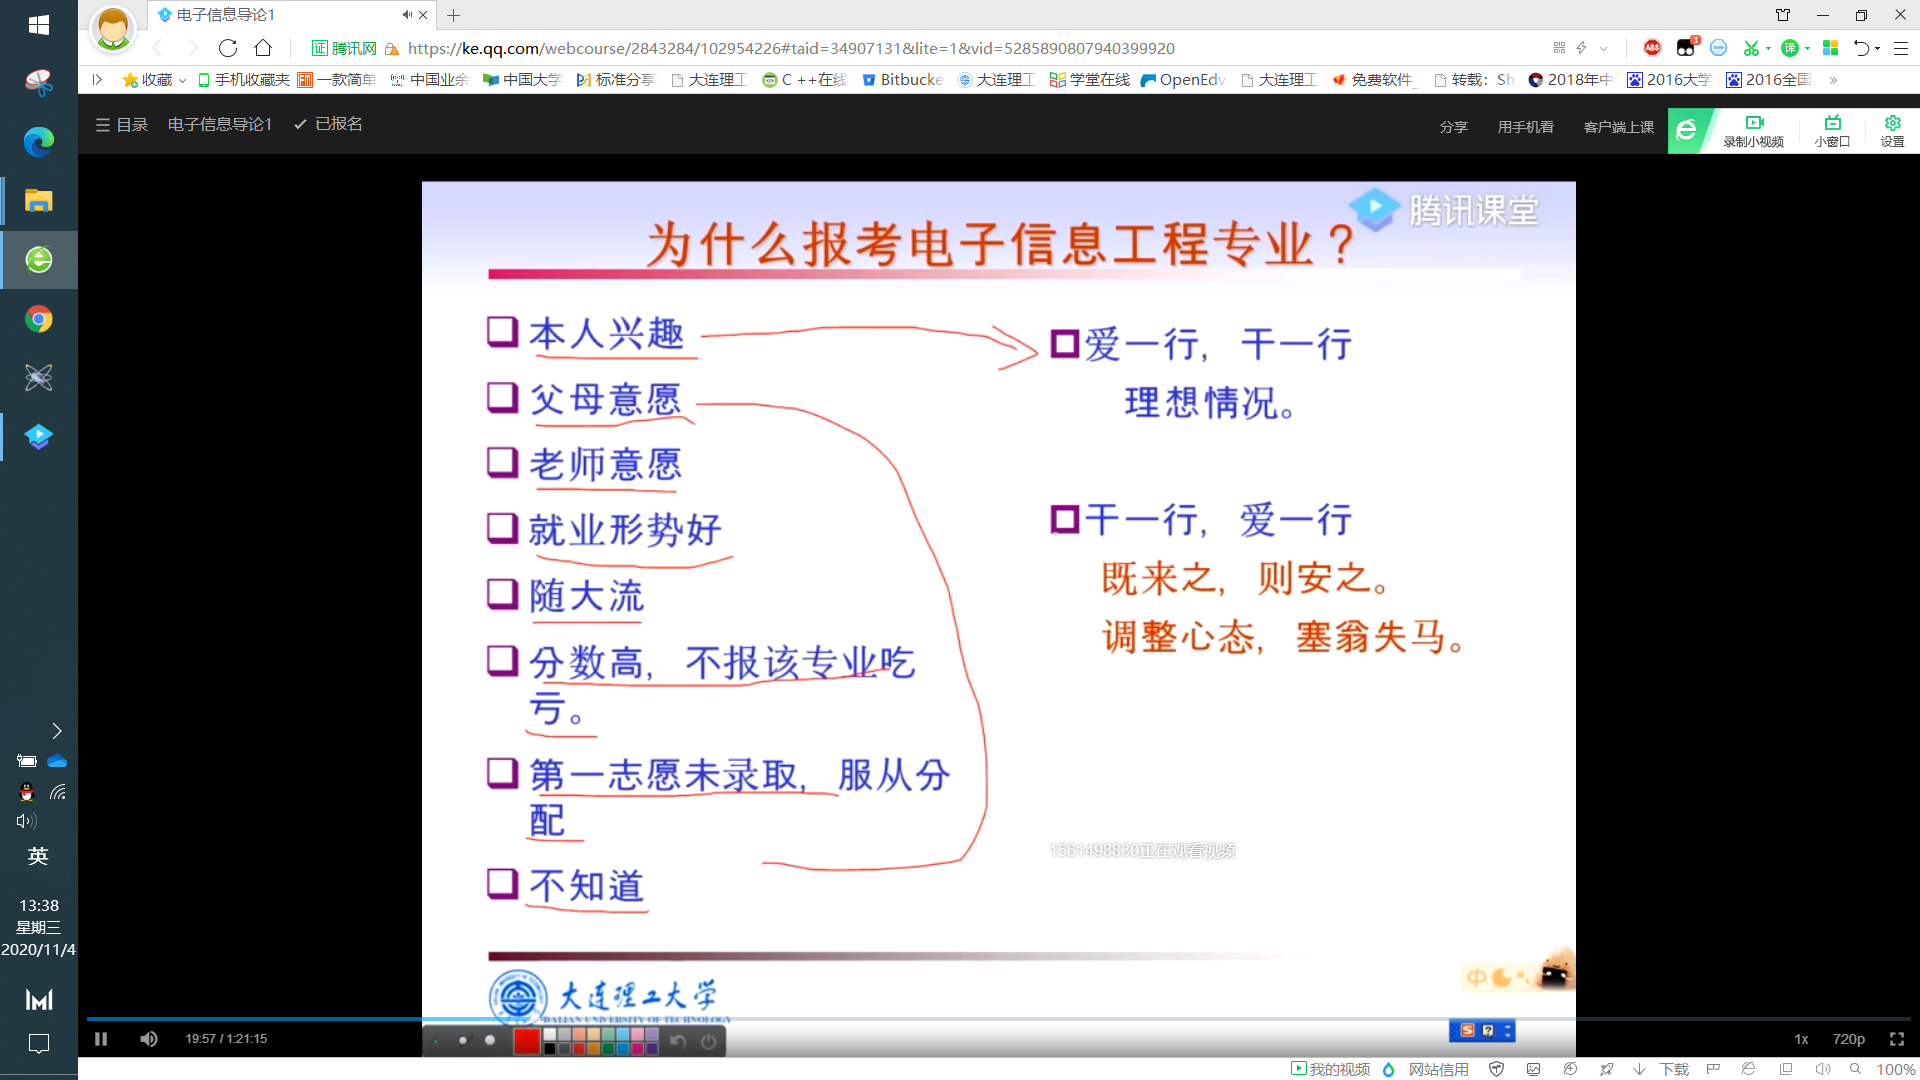 电子信息导论1
证 腾讯网 https://ke.qq.com/webcourse/2843284/102954226#taid=34907131&lite=1&vid=5285890807940399920
ABS
1
译
收藏 手机收藏夹 一款简单 中国业余 中国大学 标准分享 大连理工 C ++在线 Bitbucke 大连理工 学堂在线 OpenEdv 大连理工 免费软件_ 转载：Sh 2018年中 2016大学 2016全国 »
目录 电子信息导论1 已报名
分享 用手机看 客户端上课
录制小视频 小窗口 设置
腾讯课堂
为什么报考电子信息工程专业？
本人兴趣
父母意愿
老师意愿
就业形势好
随大流
分数高，不报该专业吃
亏。
第一志愿未录取，服从分
配
不知道
爱一行，干一行
理想情况。
干一行，爱一行
既来之，则安之。
调整心态，塞翁失马。
1561498830正在观看视频
中
大连理工大学
DALIAN UNIVERSITY OF TECHNOLOGY
19:57 / 1:21:15
1x 720p
英
13:38
星期三
2020/11/4
我的视频 网站信用 下载 100%